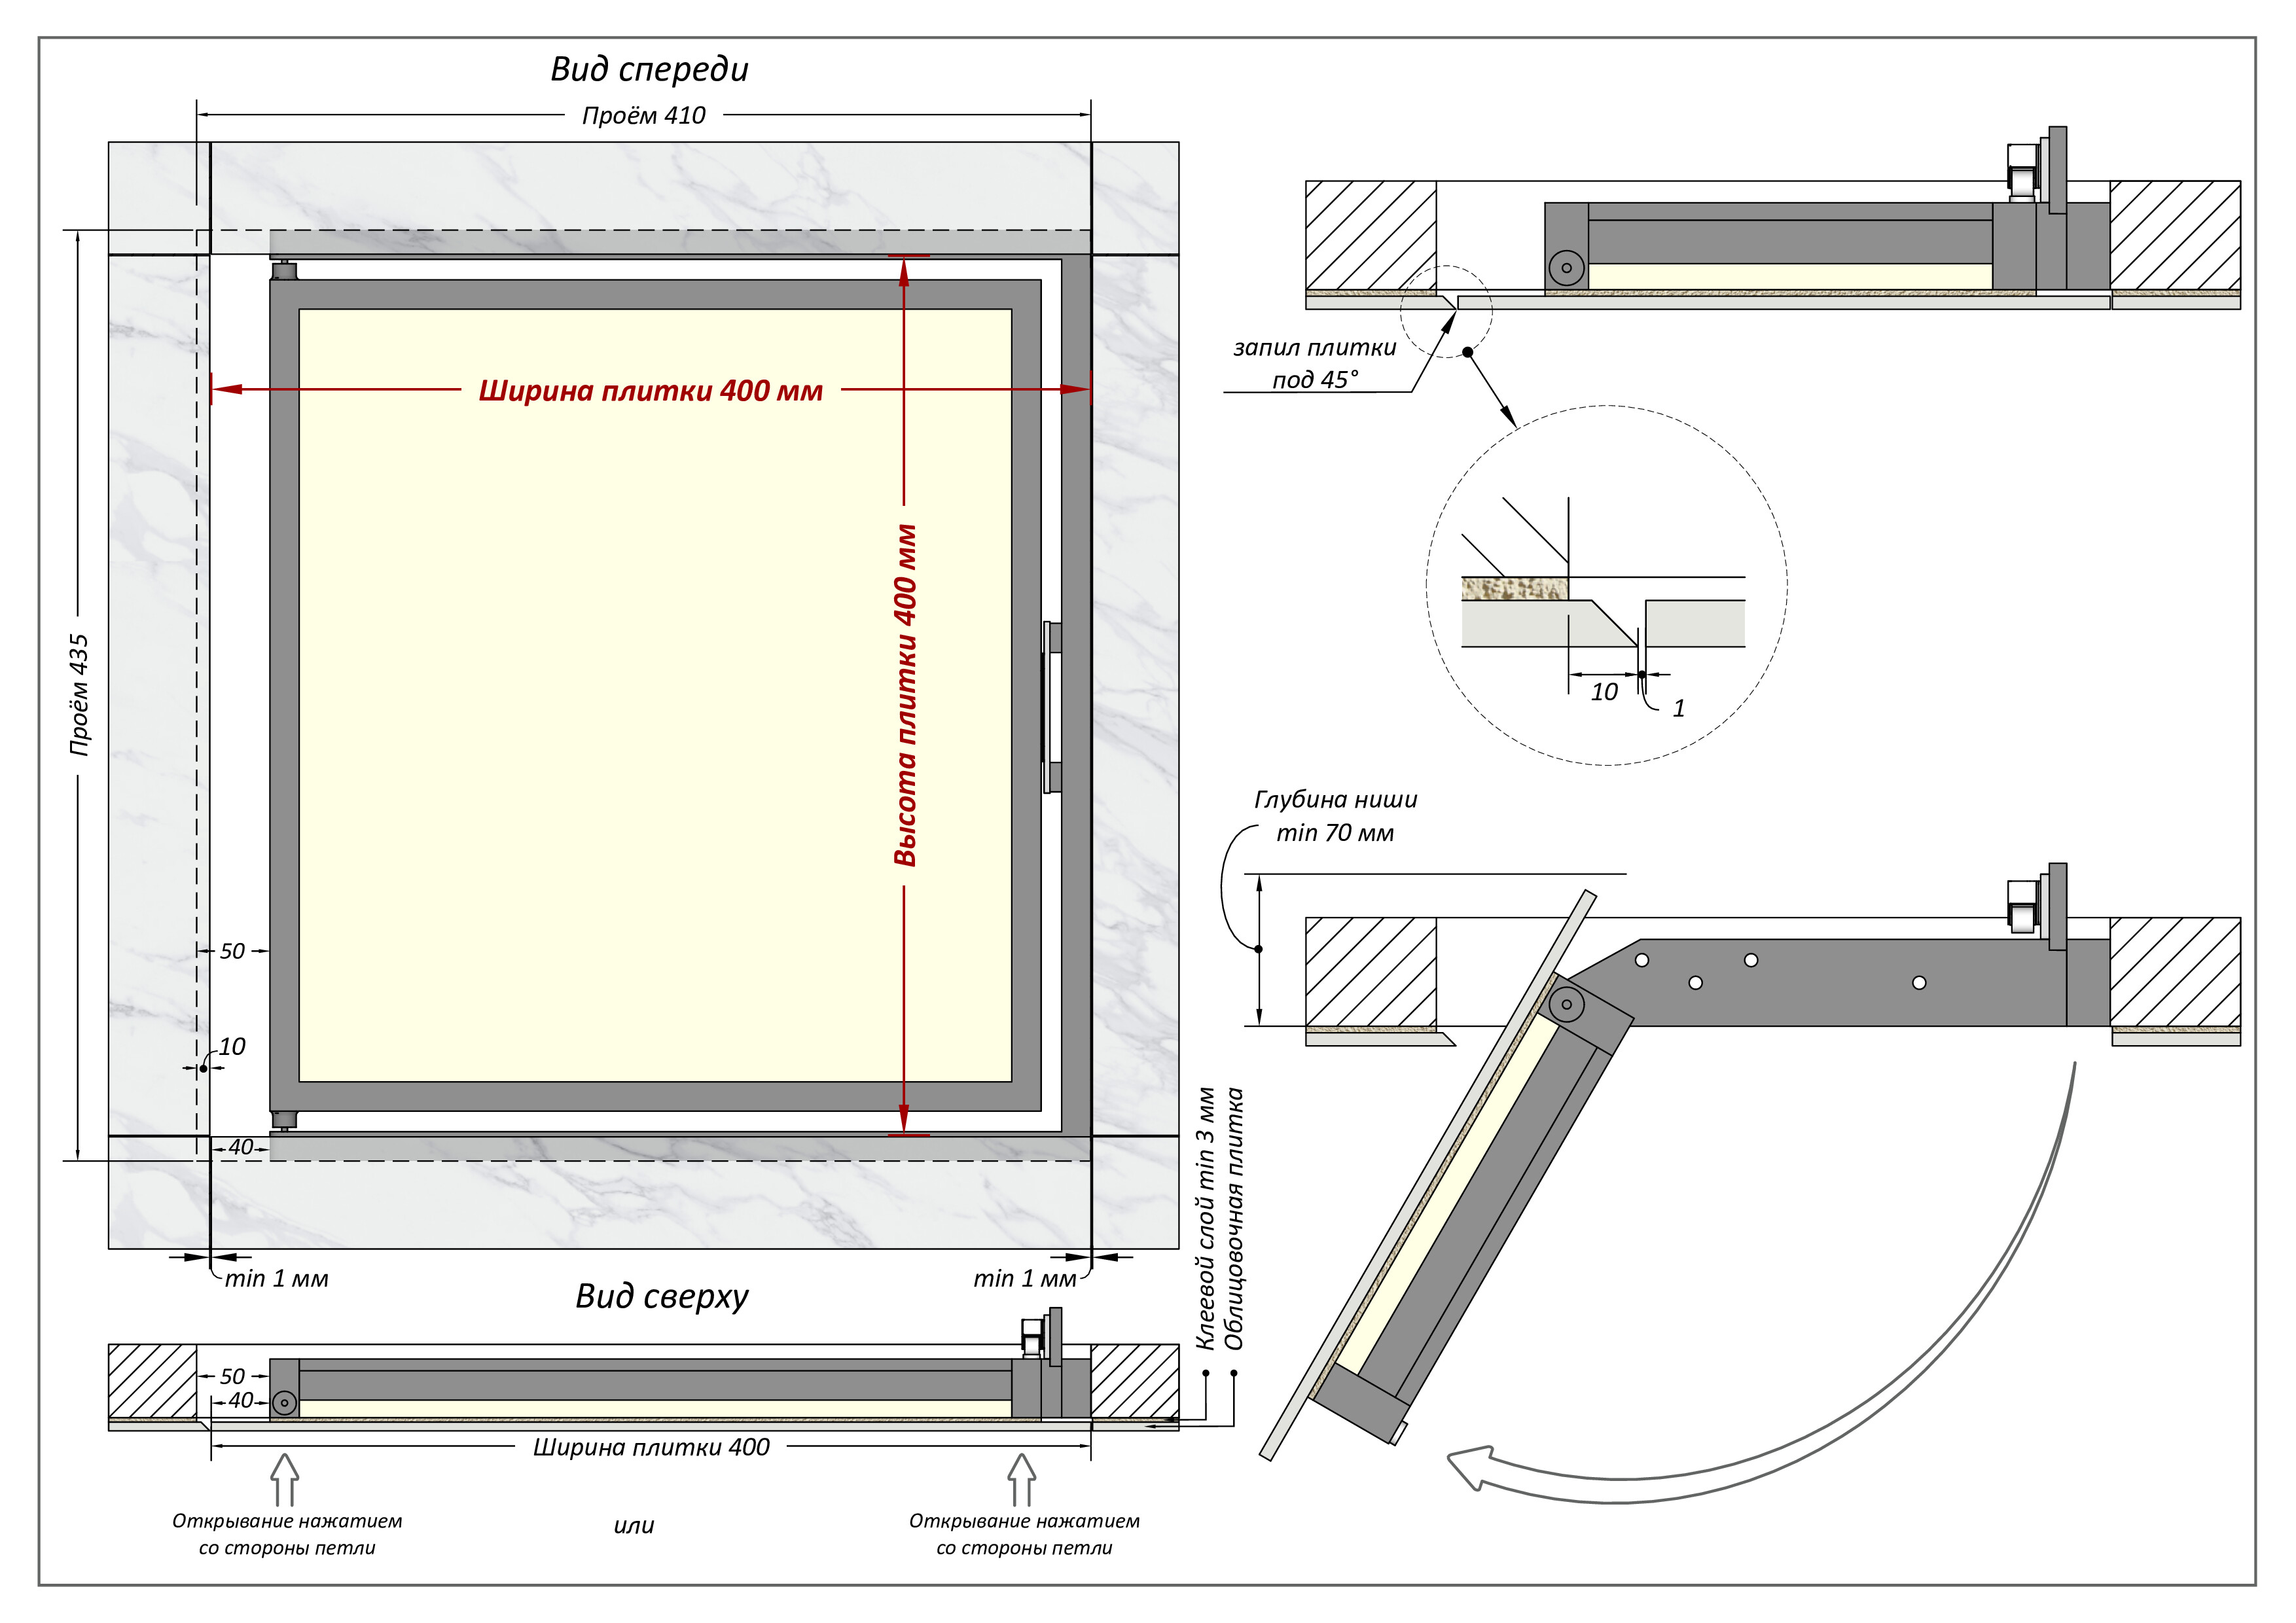 Вид спереди
Проём 410
Ширина плитки 400 мм
Высота плитки 400 мм
Проём 435
50
10
40
min 1 мм
min 1 мм
Вид сверху
50
40
Ширина плитки 400
Открывание нажатием
со стороны петли
или
Открывание нажатием
со стороны петли
Клеевой слой min 3 мм
Облицовочная плитка
запил плитки
под 45°
10
1
Глубина ниши
min 70 мм